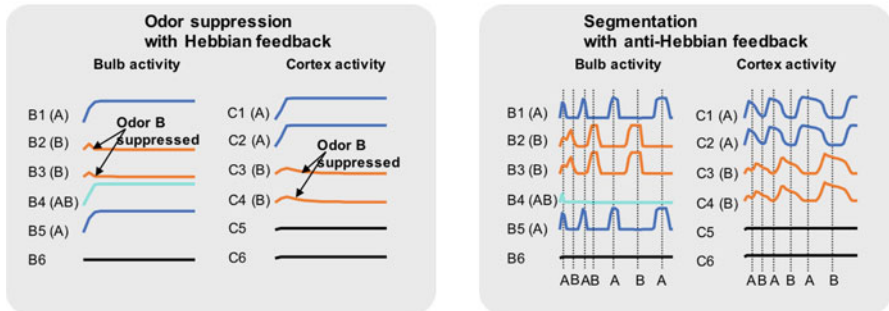 Odor suppression
with Hebbian feedback
Bulb activity
Cortex activity
B1 (A)
B2 (B)
B3 (B)
B4 (AB)
B5 (A)
B6
Odor B
suppressed
C1 (A)
C2 (A)
C3 (B)
C4 (B)
C5
C6
Odor B
suppressed
Segmentation
with anti-Hebbian feedback
Bulb activity
Cortex activity
B1 (A)
B2 (B)
B3 (B)
B4 (AB)
B5 (A)
B6
A B A B A B A
C1 (A)
C2 (A)
C3 (B)
C4 (B)
C5
C6
A B A B A B